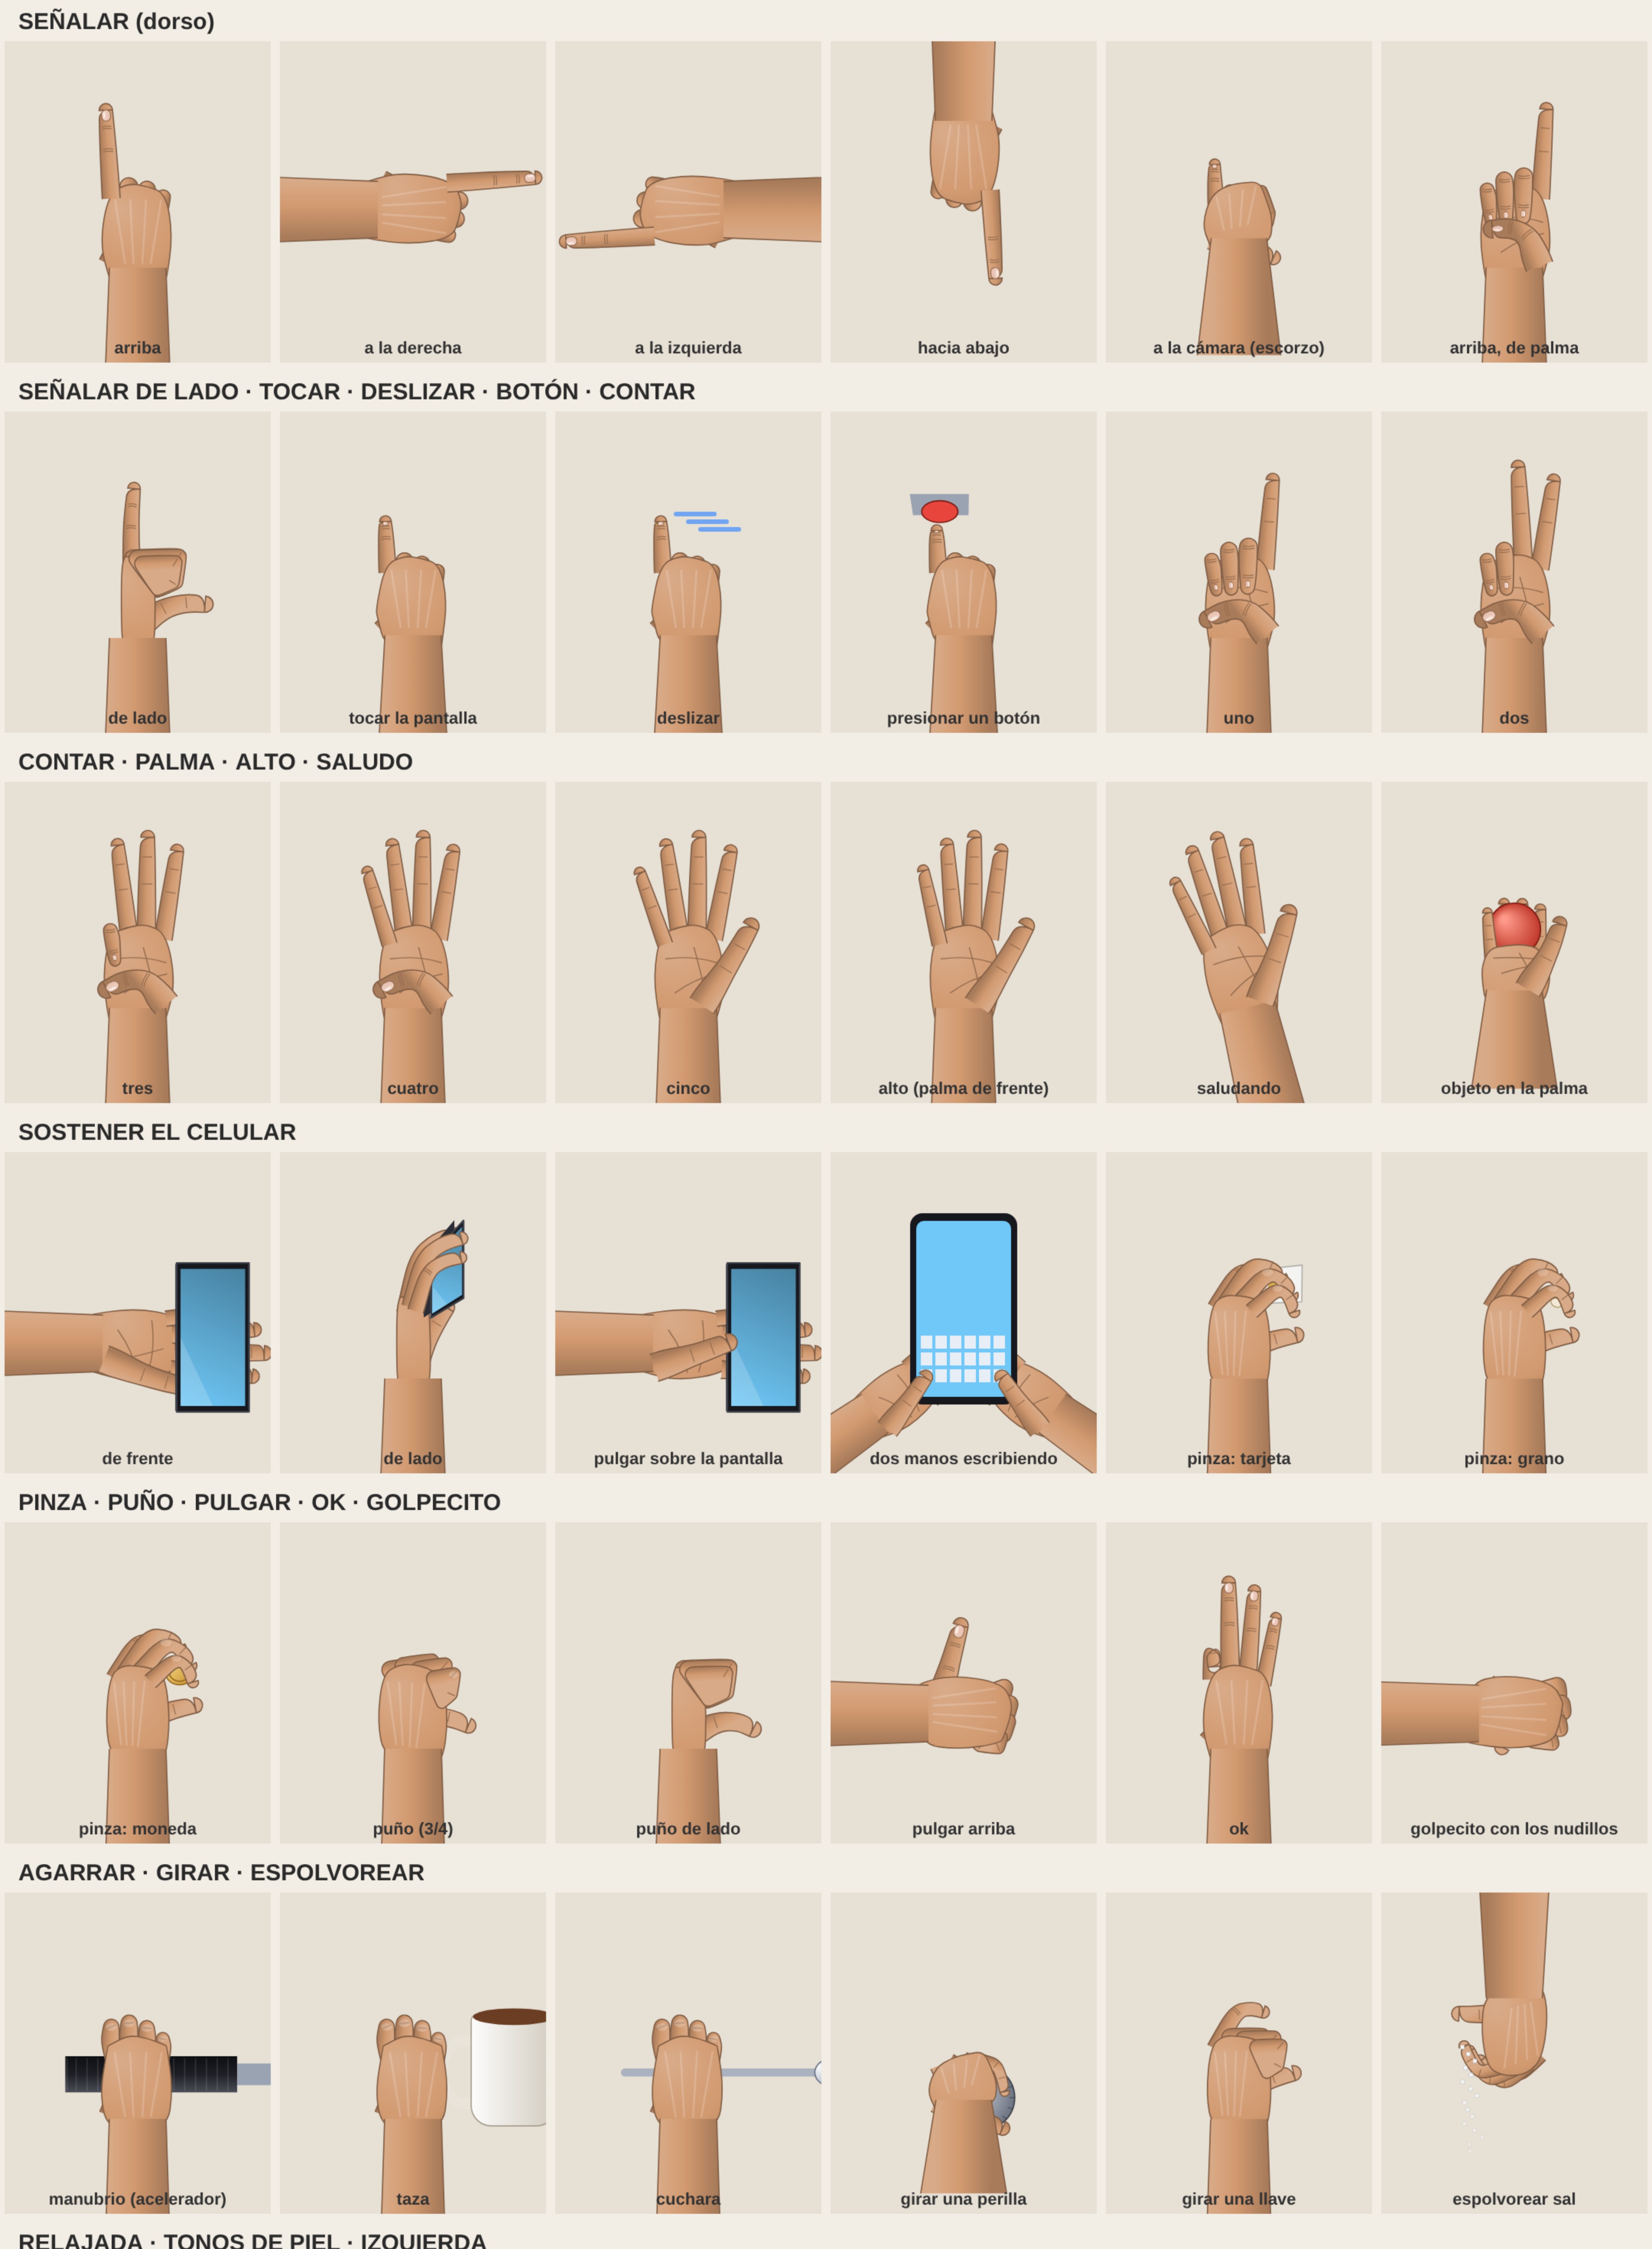 SEÑALAR (dorso)
arriba
a la derecha
a la izquierda
hacia abajo
a la cámara (escorzo)
arriba, de palma
SEÑALAR DE LADO · TOCAR · DESLIZAR · BOTÓN · CONTAR
de lado
tocar la pantalla
deslizar
presionar un botón
uno
dos
CONTAR · PALMA · ALTO · SALUDO
tres
cuatro
cinco
alto (palma de frente)
saludando
objeto en la palma
SOSTENER EL CELULAR
de frente
de lado
pulgar sobre la pantalla
dos manos escribiendo
pinza: tarjeta
pinza: grano
PINZA · PUÑO · PULGAR · OK · GOLPECITO
pinza: moneda
puño (3/4)
puño de lado
pulgar arriba
ok
golpecito con los nudillos
AGARRAR · GIRAR · ESPOLVOREAR
manubrio (acelerador)
taza
cuchara
girar una perilla
girar una llave
espolvorear sal
RELAJADA · TONOS DE PIEL · IZQUIERDA